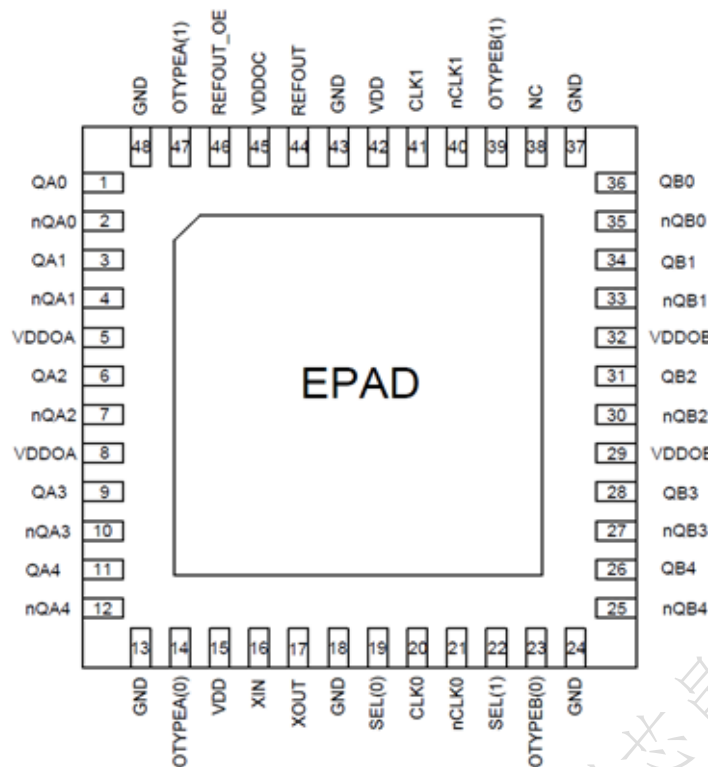 GND OTYPEA(1) REFOUT_OE VDDOC REFOUT GND VDD CLK1 nCLK1 OTYPEB(1) NC GND
48 47 46 45 44 43 42 41 40 39 38 37
QA0 1 36 QB0
nQA0 2 35 nQB0
QA1 3 34 QB1
nQA1 4 33 nQB1
VDDOA 5 32 VDDOB
QA2 6 31 QB2
EPAD
nQA2 7 30 nQB2
VDDOA 8 29 VDDOB
QA3 9 28 QB3
nQA3 10 27 nQB3
QA4 11 26 QB4
nQA4 12 25 nQB4
13 14 15 16 17 18 19 20 21 22 23 24
GND OTYPEA(0) VDD XIN XOUT GND SEL(0) CLK0 nCLK0 SEL(1) OTYPEB(0) GND
芯